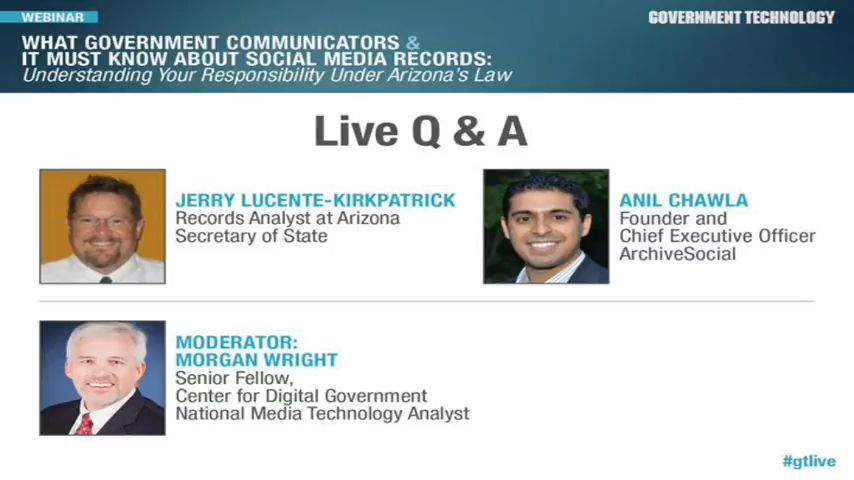 WEBINAR
GOVERNMENT TECHNOLOGY
WHAT GOVERNMENT COMMUNICATORS &
IT MUST KNOW ABOUT SOCIAL MEDIA RECORDS:
Understanding Your Responsibility Under Arizona's Law
Live Q & A
JERRY LUCENTE-KIRKPATRICK
Records Analyst at Arizona
Secretary of State
ANIL CHAWLA
Founder and
Chief Executive Officer
ArchiveSocial
MODERATOR:
MORGAN WRIGHT
Senior Fellow,
Center for Digital Government
National Media Technology Analyst
#gtlive